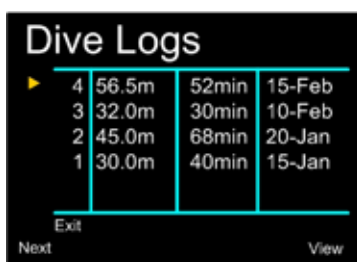 Dive Logs
4 56.5m 52min 15-Feb
3 32.0m 30min 10-Feb
2 45.0m 68min 20-Jan
1 30.0m 40min 15-Jan
Exit
Next View